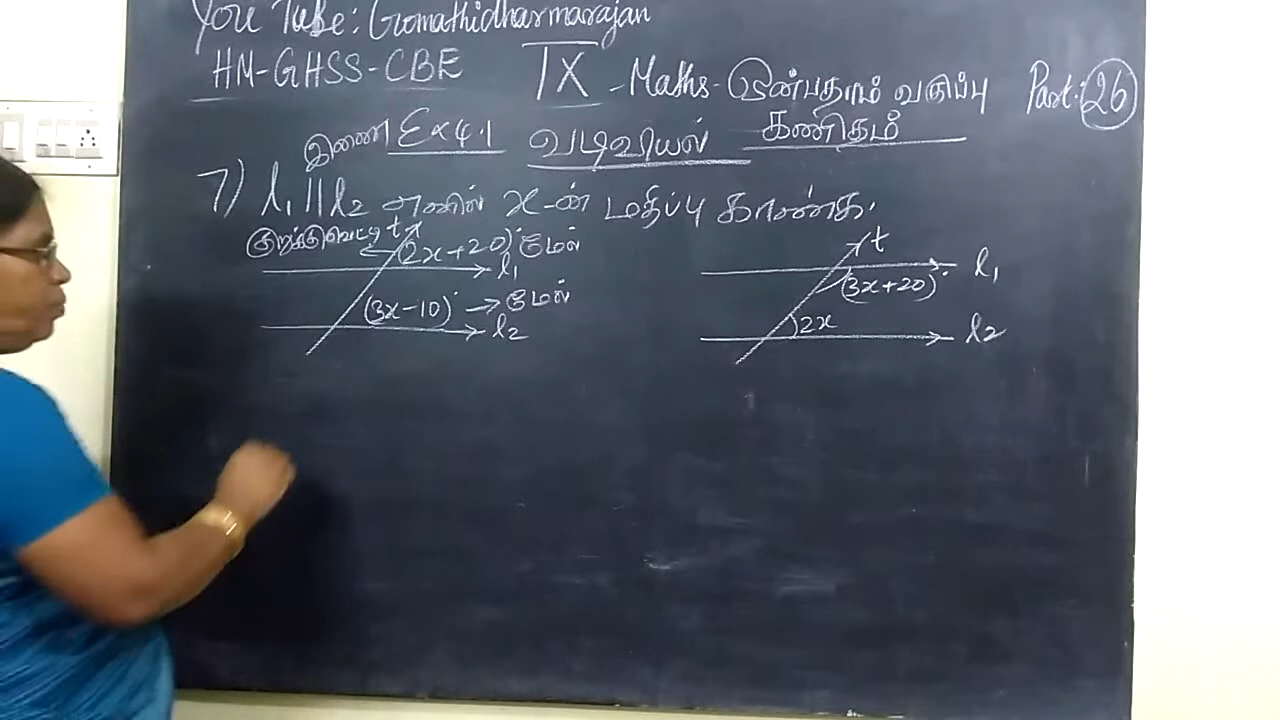 You Tube: Gomathidharmarajan
HM-GHSS-CBE IX - Maths - ஒன்பதாம் வகுப்பு Part: 26
இணை Ex 4.1 வடிவியல் கணிதம்
7) l₁ || l₂ எனில் x-ன் மதிப்பு காண்க.
குறுக்குவெட்டி t (2x+20)° மேல்
l₁
(3x-10)° → மேல்
l₂
t
l₁
(3x+20)°
2x
l₂